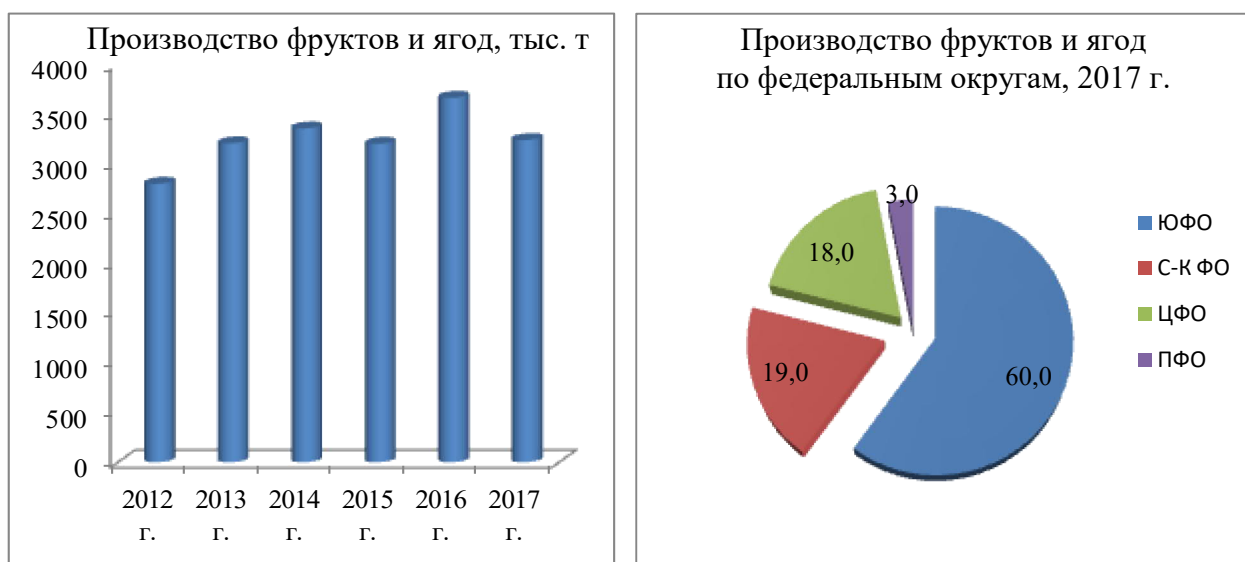 Производство фруктов и ягод, тыс. т
4000
3500
3000
2500
2000
1500
1000
500
0
2012 2013 2014 2015 2016 2017
г. г. г. г. г. г.
Производство фруктов и ягод
по федеральным округам, 2017 г.
3,0
18,0
19,0
60,0
ЮФО
С-К ФО
ЦФО
ПФО